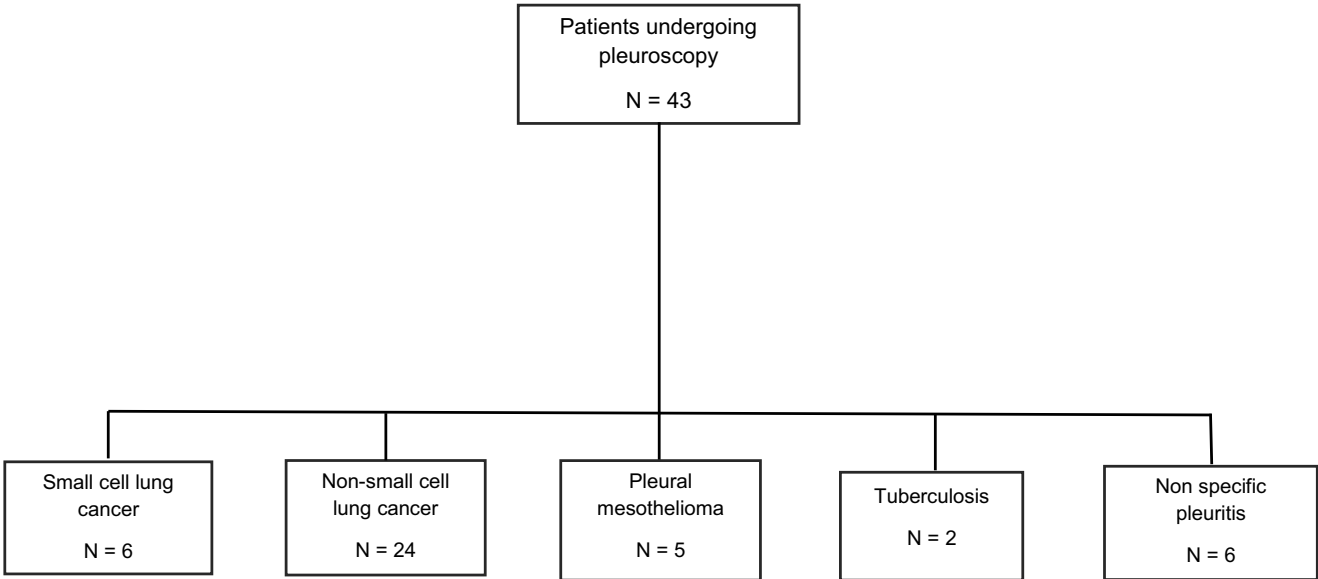 Patients undergoing
pleuroscopy
N = 43
Small cell lung
cancer
N = 6
Non-small cell
lung cancer
N = 24
Pleural
mesothelioma
N = 5
Tuberculosis
N = 2
Non specific
pleuritis
N = 6